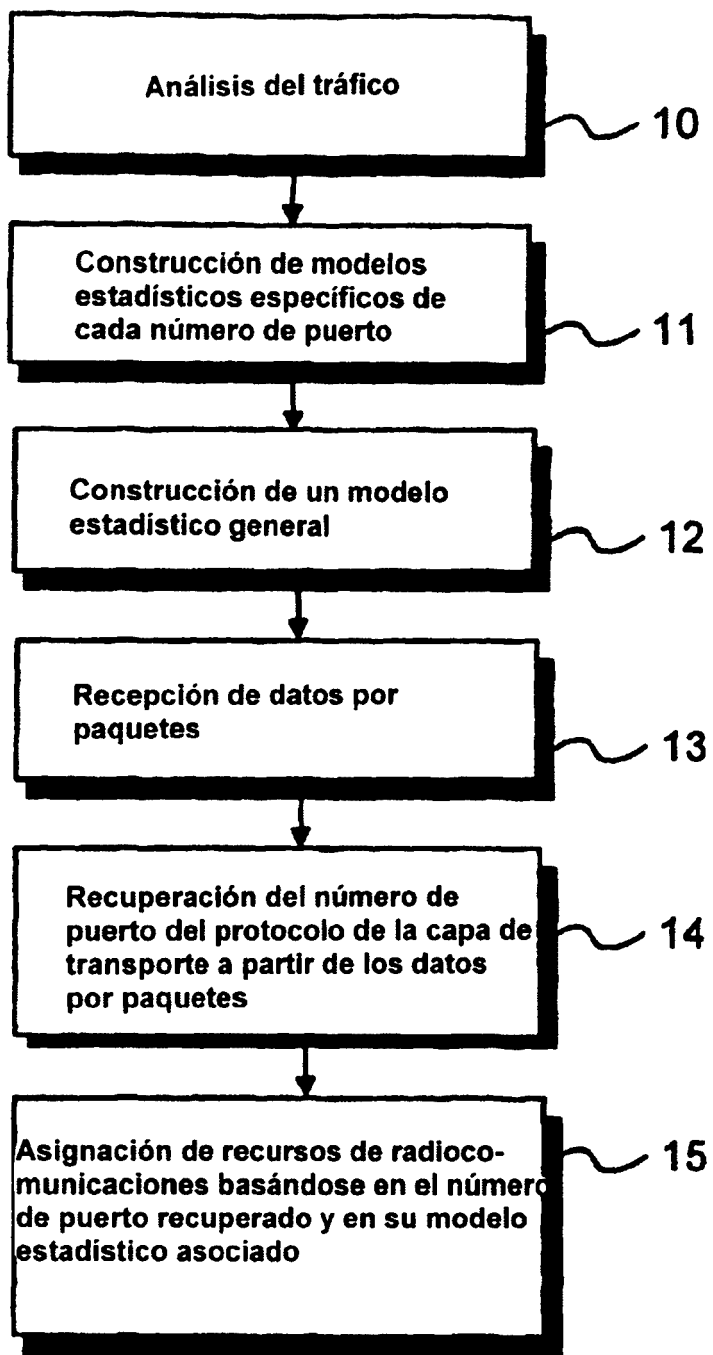 Análisis del tráfico
10
Construcción de modelos
estadísticos específicos de
cada número de puerto
11
Construcción de un modelo
estadístico general
12
Recepción de datos por
paquetes
13
Recuperación del número de
puerto del protocolo de la capa de
transporte a partir de los datos
por paquetes
14
Asignación de recursos de radioco-
municaciones basándose en el número
de puerto recuperado y en su modelo
estadístico asociado
15